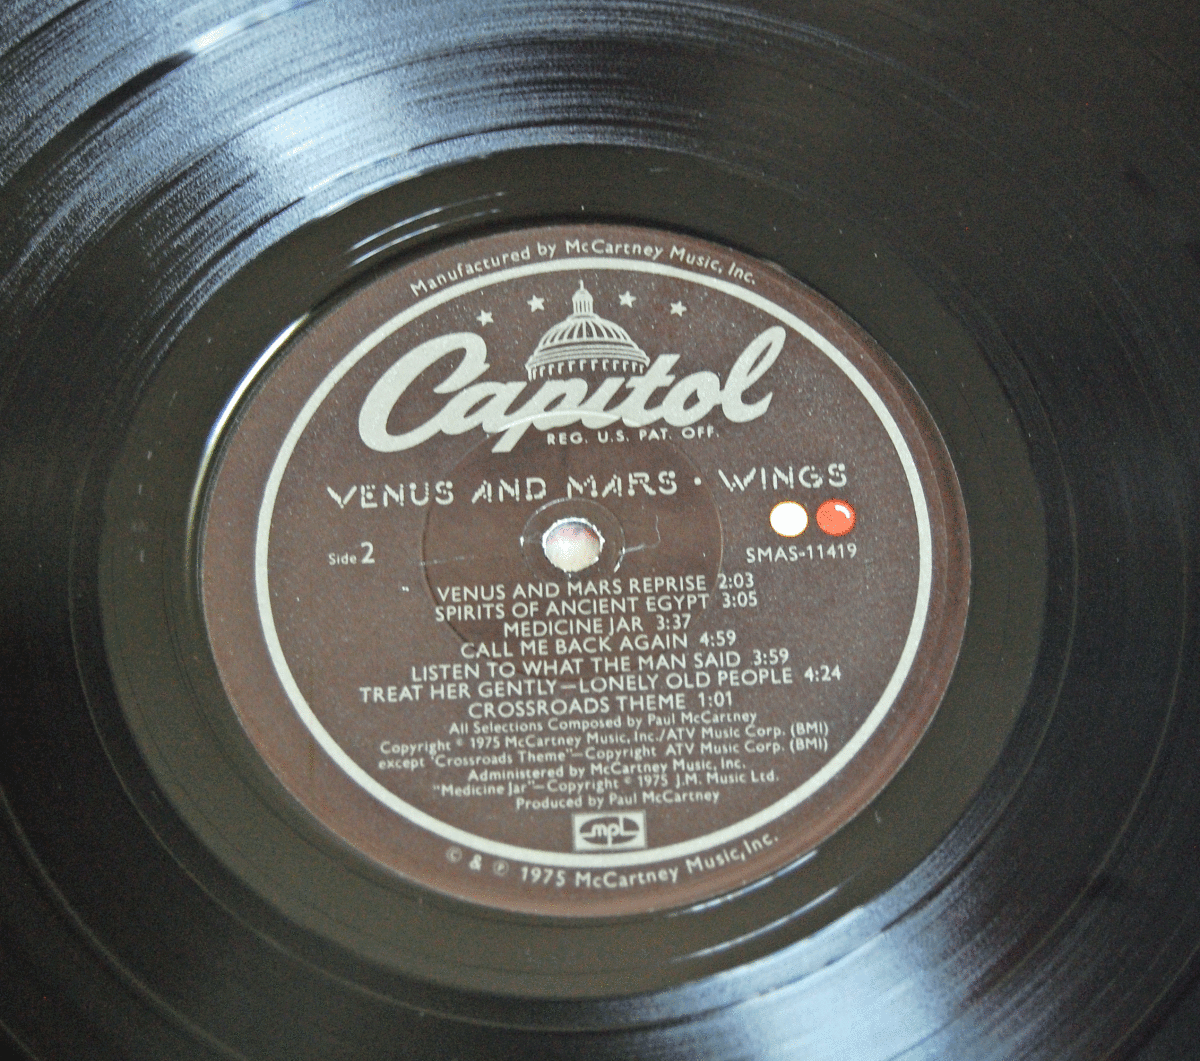 Manufactured by McCartney Music, Inc.
Capitol
REG. U.S. PAT. OFF.
VENUS AND MARS · WINGS
Side 2
SMAS-11419
VENUS AND MARS REPRISE 2:03
SPIRITS OF ANCIENT EGYPT 3:05
MEDICINE JAR 3:37
CALL ME BACK AGAIN 4:59
LISTEN TO WHAT THE MAN SAID 3:59
TREAT HER GENTLY—LONELY OLD PEOPLE 4:24
CROSSROADS THEME 1:01
All Selections Composed by Paul McCartney
Copyright © 1975 McCartney Music, Inc./ATV Music Corp. (BMI)
except "Crossroads Theme"—Copyright ATV Music Corp. (BMI)
Administered by McCartney Music, Inc.
"Medicine Jar"—Copyright © 1975 J.M. Music Ltd.
Produced by Paul McCartney
mpl
© & ℗ 1975 McCartney Music, Inc.